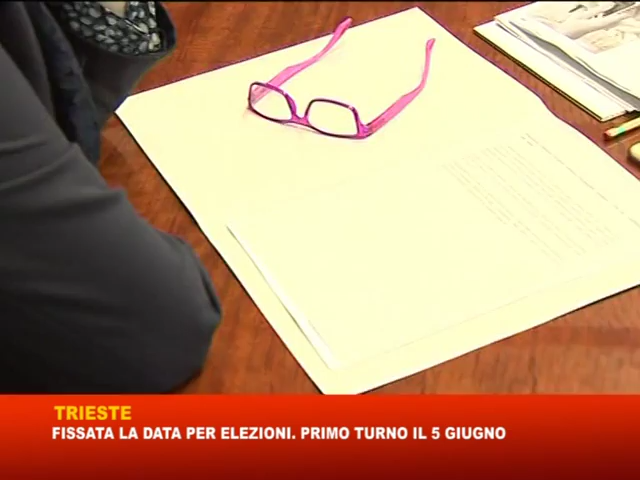 TRIESTE
FISSATA LA DATA PER ELEZIONI. PRIMO TURNO IL 5 GIUGNO